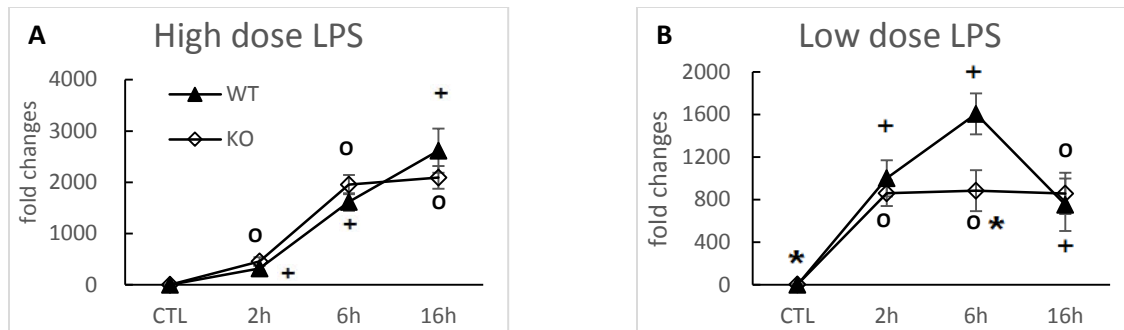 A High dose LPS
4000
3000
2000
1000
0
fold changes
WT
KO
+
o
o
+
o
+
CTL 2h 6h 16h
B Low dose LPS
2000
1600
1200
800
400
0
fold changes
+
+
o
o
o *
*
+
CTL 2h 6h 16h